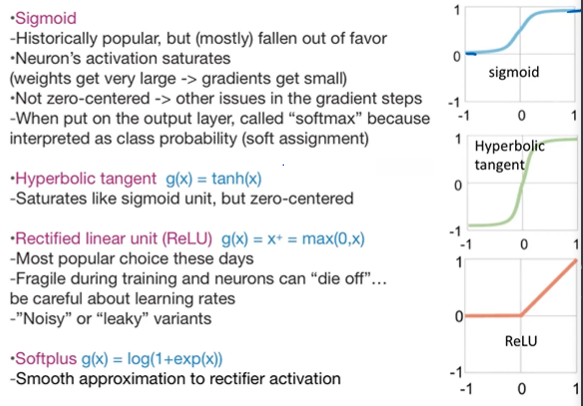 •Sigmoid
-Historically popular, but (mostly) fallen out of favor
•Neuron's activation saturates
(weights get very large -> gradients get small)
•Not zero-centered -> other issues in the gradient steps
-When put on the output layer, called "softmax" because
interpreted as class probability (soft assignment)
•Hyperbolic tangent g(x) = tanh(x)
-Saturates like sigmoid unit, but zero-centered
•Rectified linear unit (ReLU) g(x) = x⁺ = max(0,x)
-Most popular choice these days
-Fragile during training and neurons can "die off"…
be careful about learning rates
-"Noisy" or "leaky" variants
•Softplus g(x) = log(1+exp(x))
-Smooth approximation to rectifier activation
1
0
sigmoid
-1
-1 0 1
1
Hyperbolic
tangent
0
-1
-1 0 1
1
0
ReLU
-1
-1 0 1